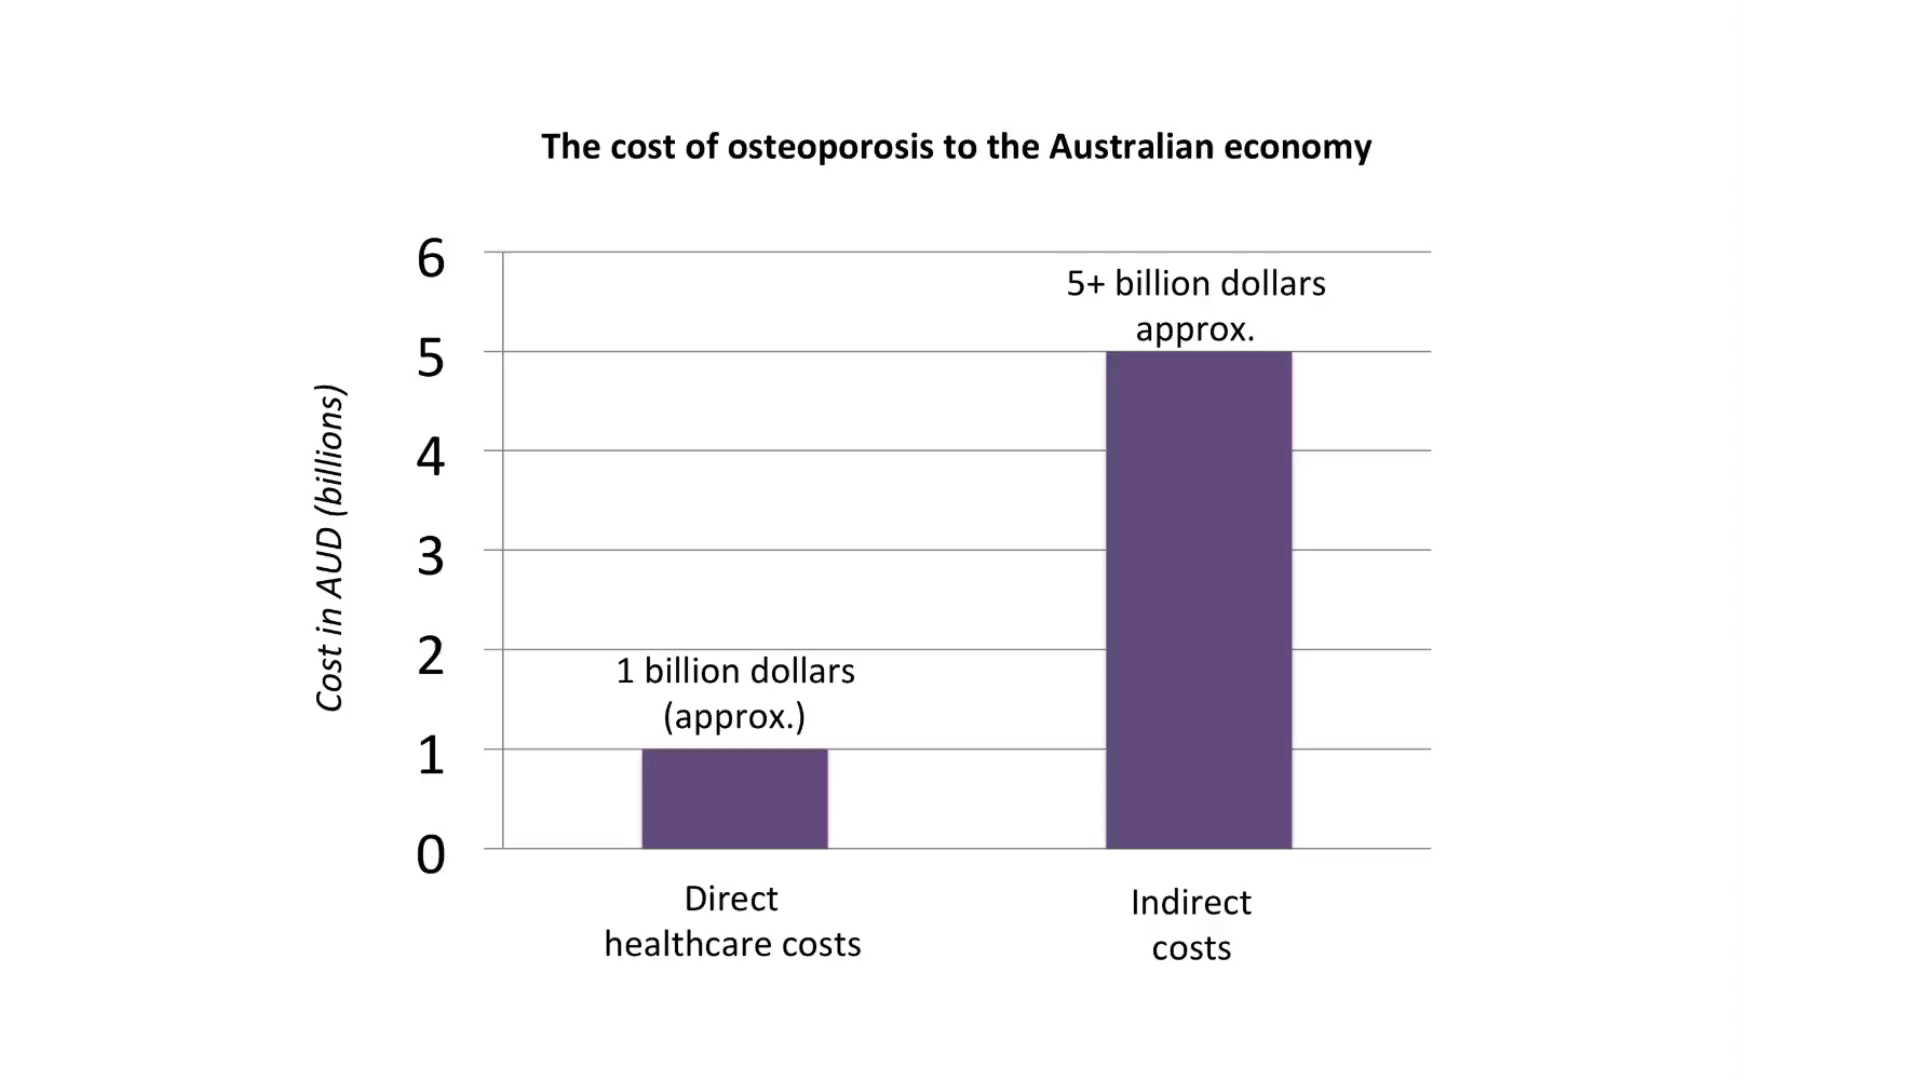 The cost of osteoporosis to the Australian economy
6
5
4
3
2
1
0
Cost in AUD (billions)
5+ billion dollars
approx.
1 billion dollars
(approx.)
Direct
healthcare costs
Indirect
costs